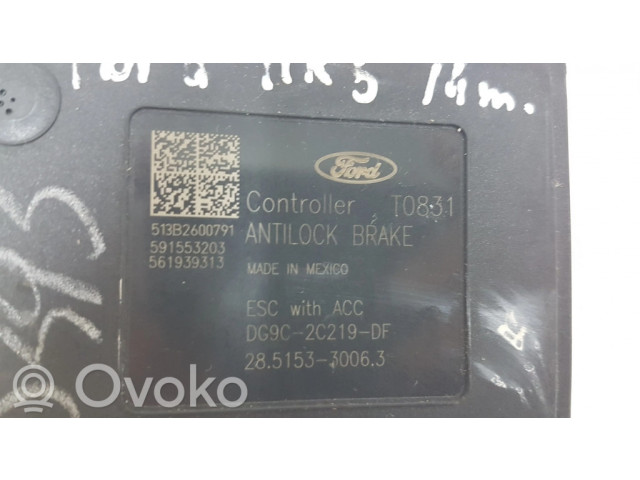 14m.
Ford
Controller T0831
ANTILOCK BRAKE
MADE IN MEXICO
ESC with ACC
DG9C-2C219-DF
28.5153-3006.3
513B2600791
591553203
561939313
Ovoko